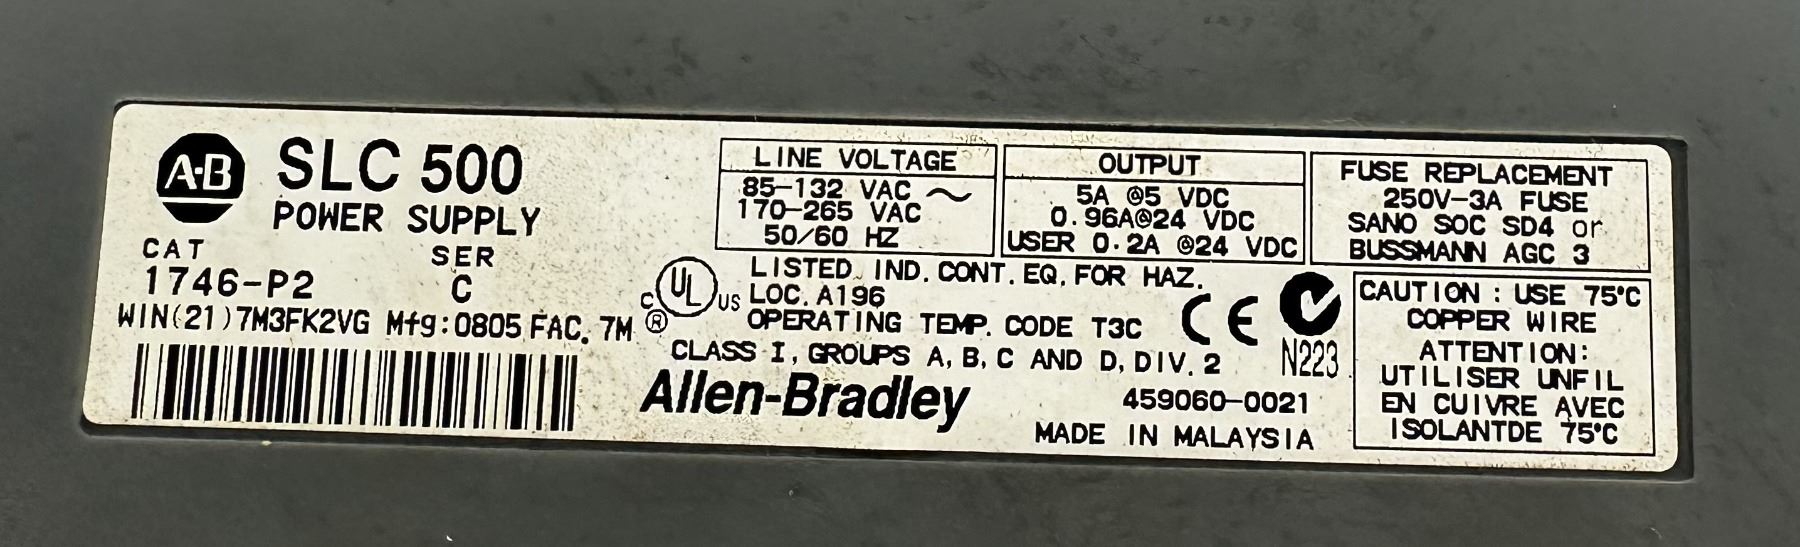 A-B SLC 500
POWER SUPPLY
CAT SER
1746-P2 C
WIN(21)7M3FK2VG Mfg:0805 FAC. 7M
LINE VOLTAGE
85-132 VAC ~
170-265 VAC
50/60 HZ
OUTPUT
5A @5 VDC
0.96A@24 VDC
USER 0.2A @24 VDC
FUSE REPLACEMENT
250V-3A FUSE
SANO SOC SD4 or
BUSSMANN AGC 3
C UL US ®
LISTED IND. CONT. EQ. FOR HAZ.
LOC. A196
OPERATING TEMP. CODE T3C
CLASS I, GROUPS A, B, C AND D, DIV. 2
CE
N223
Allen-Bradley
459060-0021
MADE IN MALAYSIA
CAUTION : USE 75°C
COPPER WIRE
ATTENTION:
UTILISER UNFIL
EN CUIVRE AVEC
ISOLANTDE 75°C